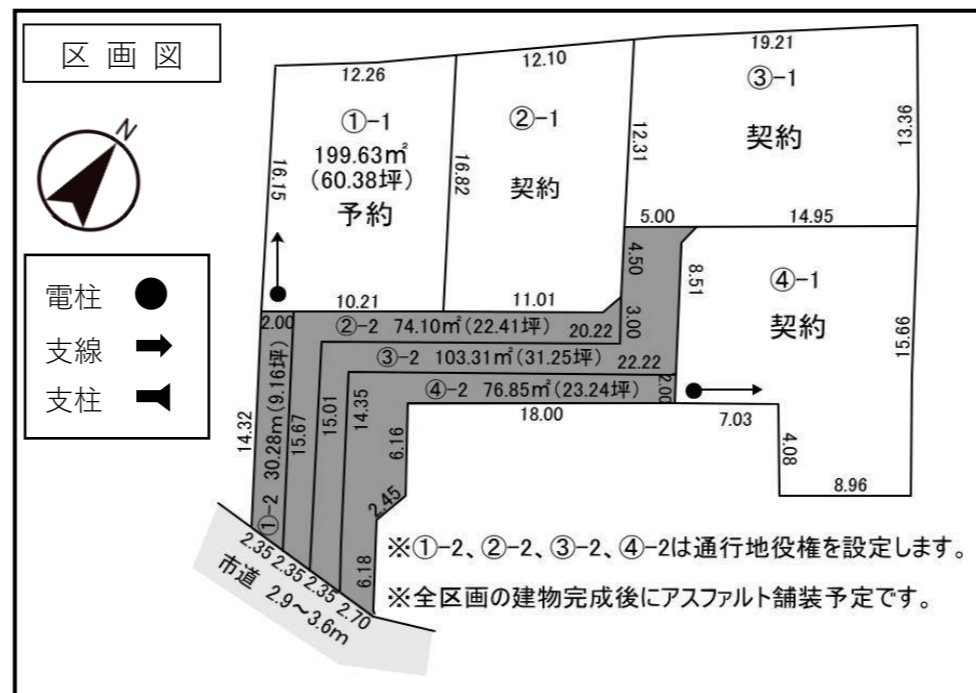 区画図
N
電柱
支線
支柱
12.26
12.10
19.21
①-1
199.63㎡
(60.38坪)
予約
②-1
契約
③-1
契約
16.15
16.82
12.31
13.36
5.00
14.95
④-1
契約
4.50
8.51
15.66
10.21
11.01
3.00
2.00
②-2 74.10㎡(22.41坪)
20.22
③-2 103.31㎡(31.25坪)
22.22
④-2 76.85㎡(23.24坪)
2.00
18.00
7.03
4.08
8.96
14.32
①-2 30.28㎡(9.16坪)
15.67
15.01
14.35
6.16
2.45
6.18
2.35
2.35
2.35
2.70
市道 2.9～3.6m
※①-2、②-2、③-2、④-2は通行地役権を設定します。
※全区画の建物完成後にアスファルト舗装予定です。